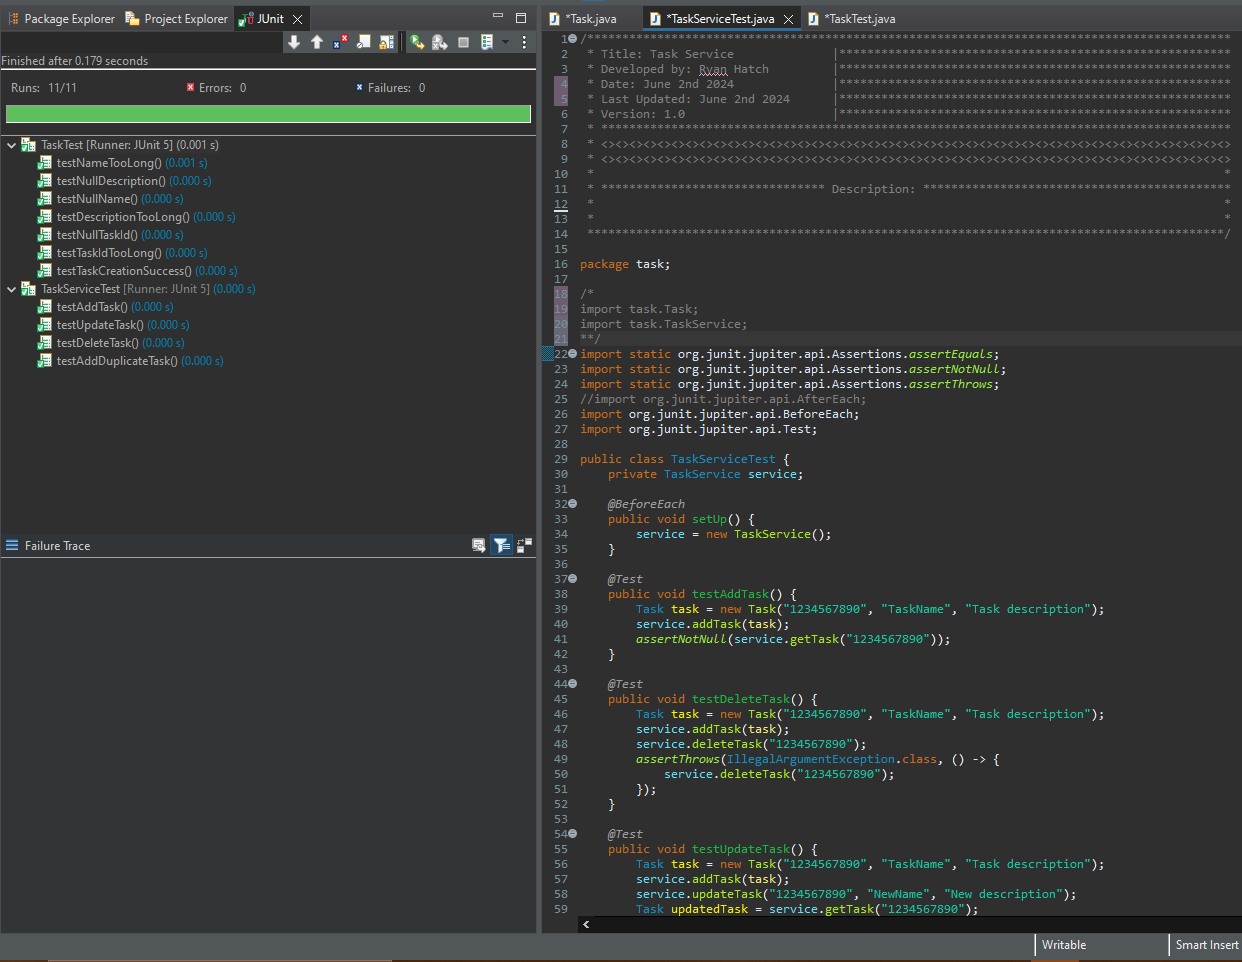 Package Explorer
Project Explorer
JUnit
Finished after 0.179 seconds
Runs: 11/11
Errors: 0
Failures: 0
TaskTest [Runner: JUnit 5] (0.001 s)
testNameTooLong() (0.001 s)
testNullDescription() (0.000 s)
testNullName() (0.000 s)
testDescriptionTooLong() (0.000 s)
testNullTaskId() (0.000 s)
testTaskIdTooLong() (0.000 s)
testTaskCreationSuccess() (0.000 s)
TaskServiceTest [Runner: JUnit 5] (0.000 s)
testAddTask() (0.000 s)
testUpdateTask() (0.000 s)
testDeleteTask() (0.000 s)
testAddDuplicateTask() (0.000 s)
Failure Trace
*Task.java
*TaskServiceTest.java
*TaskTest.java
1 /********************************************************************************************
2 * Title: Task Service |********************************************************
3 * Developed by: Ryan Hatch |********************************************************
4 * Date: June 2nd 2024 |********************************************************
5 * Last Updated: June 2nd 2024 |********************************************************
6 * Version: 1.0 |********************************************************
7 * ******************************************************************************************
8 * <><><><><><><><><><><><><><><><><><><><><><><><><><><><><><><><><><><><><><><><><><><><><>
9 * <><><><><><><><><><><><><><><><><><><><><><><><><><><><><><><><><><><><><><><><><><><><><>
10 * *
11 * ******************************** Description: ********************************************
12 * *
13 * *
14 *******************************************************************************************/
15
16 package task;
17
18 /*
19 import task.Task;
20 import task.TaskService;
21 **/
22 import static org.junit.jupiter.api.Assertions.assertEquals;
23 import static org.junit.jupiter.api.Assertions.assertNotNull;
24 import static org.junit.jupiter.api.Assertions.assertThrows;
25 //import org.junit.jupiter.api.AfterEach;
26 import org.junit.jupiter.api.BeforeEach;
27 import org.junit.jupiter.api.Test;
28
29 public class TaskServiceTest {
30 private TaskService service;
31
32 @BeforeEach
33 public void setUp() {
34 service = new TaskService();
35 }
36
37 @Test
38 public void testAddTask() {
39 Task task = new Task("1234567890", "TaskName", "Task description");
40 service.addTask(task);
41 assertNotNull(service.getTask("1234567890"));
42 }
43
44 @Test
45 public void testDeleteTask() {
46 Task task = new Task("1234567890", "TaskName", "Task description");
47 service.addTask(task);
48 service.deleteTask("1234567890");
49 assertThrows(IllegalArgumentException.class, () -> {
50 service.deleteTask("1234567890");
51 });
52 }
53
54 @Test
55 public void testUpdateTask() {
56 Task task = new Task("1234567890", "TaskName", "Task description");
57 service.addTask(task);
58 service.updateTask("1234567890", "NewName", "New description");
59 Task updatedTask = service.getTask("1234567890");
Writable
Smart Insert